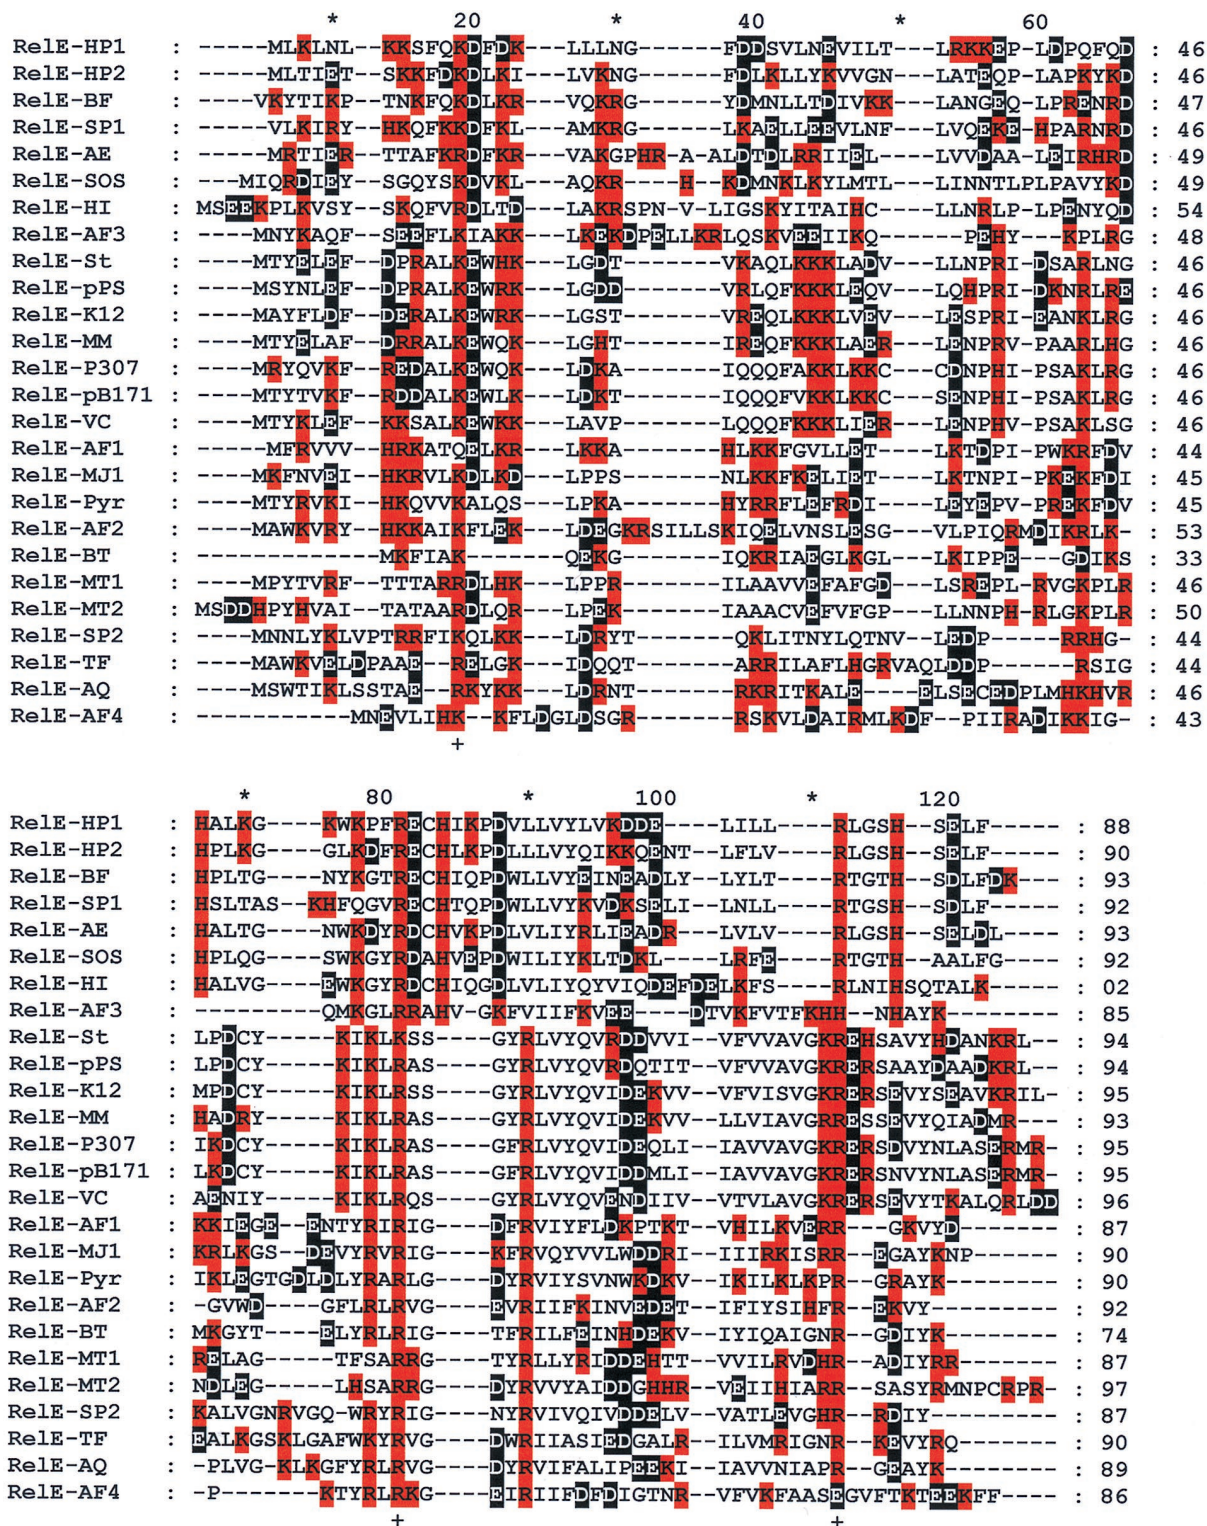 * 20 * 40 * 60
RelE-HP1 : -----MLKLNL--KKSFQKDFDK---LLLNG------FDDSVLNEVILT---LRKKEP-LDPQFQD : 46
RelE-HP2 : -----MLTIET--SKKFDKDLKI---LVKNG------FDLKLLYKVVGN---LATEQP-LAPKYKD : 46
RelE-BF : ----VKYTIKP--TNKFQKDLKR---VQKRG------YDMNLLTDIVKK---LANGEQ-LPRENRD : 47
RelE-SP1 : -----VLKIRY--HKQFKKDFKL---AMKRG------LKAELLEEVLNF---LVQEKE-HPARNRD : 46
RelE-AE : -----MRTIER--TTAFKRDFKR---VAKGPHR-A-ALDTDLRRIIEL---LVVDAA-LEIRHRD : 49
RelE-SOS : ---MIQRDIEY--SGQYSKDVKL---AQKR---H--KDMNKLKYLMTL---LINNTLPLPAVYKD : 49
RelE-HI : MSEEKPLKVSY--SKQFVRDLTD---LAKRSPN-V-LIGSKYITAIHC---LLNRLP-LPENYQD : 54
RelE-AF3 : ----MNYKAQF--SEEFLKIAKK---LKEKDPELLKRLQSKVEEIIKQ-----PEHY---KPLRG : 48
RelE-St : ----MTYELEF--DPRALKEWHK---LGDT-------VKAQLKKKLADV---LLNPRI-DSARLNG : 46
RelE-pPS : ----MSYNLEF--DPRALKEWRK---LGDD-------VRLQFKKKLEQV---LQHPRI-DKNRLRE : 46
RelE-K12 : ----MAYFLDF--DERALKEWRK---LGST-------VREQLKKKLVEV---LESPRI-EANKLRG : 46
RelE-MM : ----MTYELAF--DRRALKEWQK---LGHT-------IREQFKKKLAER---LENPRV-PAARLHG : 46
RelE-P307 : ----MRYQVKF--REDALKEWQK---LDKA-------IQQQFAKKLKKC---CDNPHI-PSAKLRG : 46
RelE-pB171 : ----MTYTVKF--RDDALKEWLK---LDKT-------IQQQFVKKLKKC---SENPHI-PSAKLRG : 46
RelE-VC : ----MTYKLEF--KKSALKEWKK---LAVP-------LQQQFKKKLIER---LENPHV-PSAKLSG : 46
RelE-AF1 : -----MFRVVV--HRKATQELKR---LKKA-------HLKKFGVLLET---LKTDPI-PWKRFDV : 44
RelE-MJ1 : ----MKFNVEI--HKRVLKDLKD---LPPS-------NLKKFKELIET---LKTNPI-PKEKFDI : 45
RelE-Pyr : ----MTYRVKI--HKQVVKALQS---LPKA-------HYRRFLEFRDI---LEYEPV-PREKFDV : 45
RelE-AF2 : ----MAWKVRY--HKKAIKFLEK---LDEGKRSILLSKIQELVNSLESG---VLPIQRMDIKRLK- : 53
RelE-BT : -----------MKFIAK--------QEKG------IQKRIAEGLKGL---LKIPPE---GDIKS : 33
RelE-MT1 : ----MPYTVRF--TTTARRDLHK---LPPR-------ILAAVVEFAFGD---LSREPL-RVGKPLR : 46
RelE-MT2 : MSDDHPYHVAI--TATAARDLQR---LPEK-------IAAACVEFVFGP---LLNNPH-RLGKPLR : 50
RelE-SP2 : ----MNNLYKLVPTRRFIKQLKK---LDRYT------QKLITNYLQTNV---LEDP-----RRHG- : 44
RelE-TF : ----MAWKVELDPAAE--RELGK---IDQQT------ARRILAFLHGRVAQLDDP------RSIG : 44
RelE-AQ : ----MSWTIKLSSTAE--RKYKK---LDRNT------RKRITKALE----ELSECEDPLMHKHVR : 46
RelE-AF4 : ---------MNEVLIHK--KFLDGLDSGR-------RSKVLDAIRMLKDF--PIIRADIKKIG- : 43
+
* 80 * 100 * 120
RelE-HP1 : HALKG----KWKPFRECHIKPDVLLVYLVKDDE----LILL----RLGSH--SELF------ : 88
RelE-HP2 : HPLKG----GLKDFRECHLKPDLLLVYQIKKQENT--LFLV----RLGSH--SELF------ : 90
RelE-BF : HPLTG----NYKGTRECHIQPDWLLVYEINEADLY--LYLT----RTGTH--SDLFDK---- : 93
RelE-SP1 : HSLTAS--KHFQGVRECHTQPDWLLVYKVDKSELI--LNLL----RTGSH--SDLF------ : 92
RelE-AE : HALTG----NWKDYRDCHVKPDLVLIYRLIEADR---LVLV----RLGSH--SELDL----- : 93
RelE-SOS : HPLQG----SWKGYRDAHVEPDWILIYKLTDKL----LRFE----RTGTH--AALFG----- : 92
RelE-HI : HALVG----EWKGYRDCHIQGDLVLIYQYVIQDEFDELKFS----RLNIHSQTALK------ : 02
RelE-AF3 : ---------QMKGLRRAHV-GKFVIIFKVEE----DTVKFVTFKHH--NHAYK--------- : 85
RelE-St : LPDCY-----KIKLKSS----GYRLVYQVRDDVVI--VFVVAVGKREHSAVYHDANKRL--- : 94
RelE-pPS : LPDCY-----KIKLRAS----GYRLVYQVRDQTIT--VFVVAVGKRERSAAYDAADKRL--- : 94
RelE-K12 : MPDCY-----KIKLRSS----GYRLVYQVIDEKVV--VFVISVGKRERSEVYSEAVKRIL-- : 95
RelE-MM : HADRY-----KIKLRAS----GYRLVYQVIDEKVV--LLVIAVGRRESSEVYQIADMR---- : 93
RelE-P307 : IKDCY-----KIKLRAS----GFRLVYQVIDEQLI--IAVVAVGKRERSDVYNLASERMR-- : 95
RelE-pB171 : LKDCY-----KIKLRAS----GFRLVYQVIDDMLI--IAVVAVGKRERSNVYNLASERMR-- : 95
RelE-VC : AENIY-----KIKLRQS----GYRLVYQVENDIIV--VTVLAVGKRERSEVYTKALQRLDD : 96
RelE-AF1 : KKIEGE--ENTYRIRIG----DFRVIYFLDKPTKT--VHILKVERR---GKVYD-------- : 87
RelE-MJ1 : KRLKGS--DEVYRVRIG----KFRVQYVVLWDDRI--IIIRKISRR--EGAYKNP------- : 90
RelE-Pyr : IKLEGTGDLDLYRARLG----DYRVIYSVNWKDKV--IKILKLKPR--GRAYK--------- : 90
RelE-AF2 : -GVWD----GFLRLRVG----EVRIIFKINVEDET--IFIYSIHFR--EKVY---------- : 92
RelE-BT : MKGYT----ELYRLRIG----TFRILFEINHDEKV--IYIQAIGNR--GDIYK--------- : 74
RelE-MT1 : RELAG-----TFSARRG----TYRLLYRIDDEHTT--VVILRVDHR--ADIYRR-------- : 87
RelE-MT2 : NDLEG-----LHSARRG----DYRVVYAIDDGHHR--VEIIHIARR--SASYRMNPCRPR- : 97
RelE-SP2 : KALVGNRVGQ-WRYRIG----NYRVIVQIVDDELV--VATLEVGHR--RDIY---------- : 87
RelE-TF : EALKGSKLGAFWKYRVG----DWRIIASIEDGALR--ILVMRIGNR--KEVYRQ-------- : 90
RelE-AQ : -PLVG-KLKGFYRLRVG----DYRVIFALIPEEKI--IAVVNIAPR--GEAYK--------- : 89
RelE-AF4 : -P-------KTYRLRKG----EIRIIFDFDIGTNR--VFVKFAASEGVFTKTEEKFF----- : 86
+ +